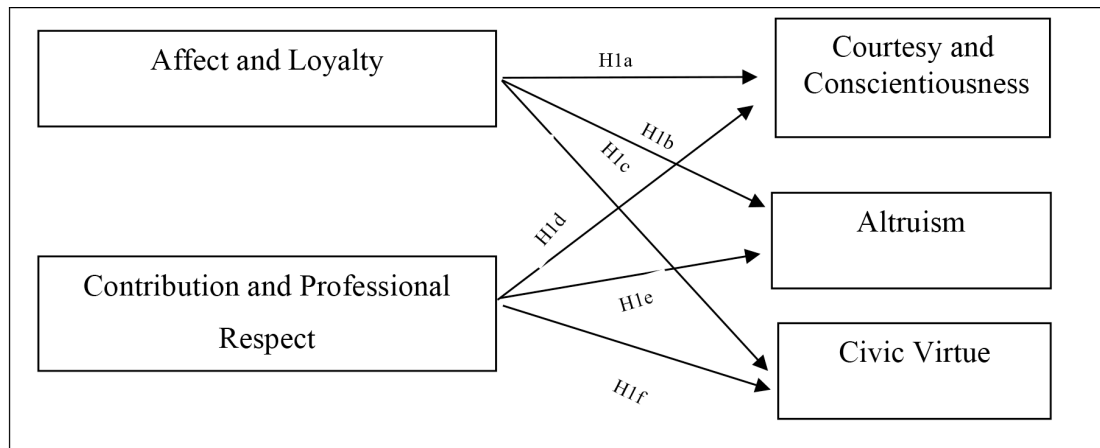 Affect and Loyalty
Contribution and Professional
Respect
H1a
H1b
H1c
H1d
H1e
H1f
Courtesy and
Conscientiousness
Altruism
Civic Virtue